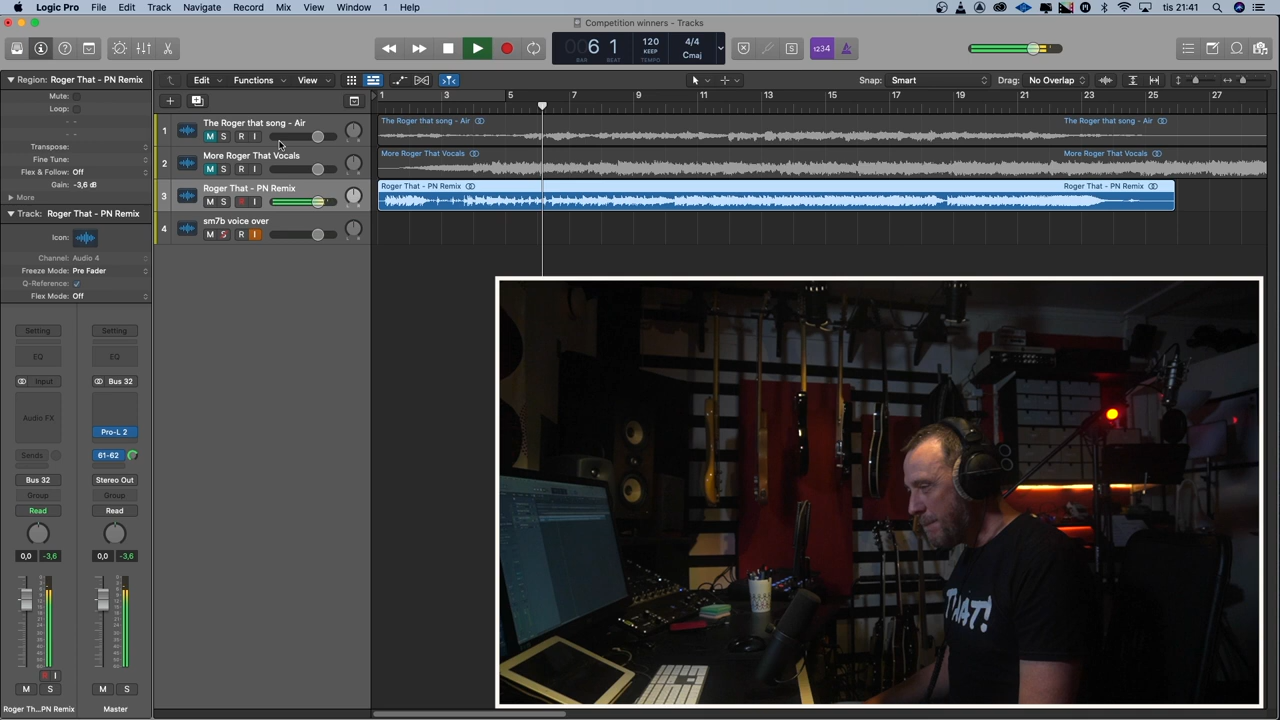 Logic Pro File Edit Track Navigate Record Mix View Window 1 Help tis 21:41
Competition winners - Tracks
6 1 120 4/4
KEEP Cmaj
BAR BEAT TEMPO
1234
Region: Roger That - PN Remix
Edit Functions View Snap: Smart Drag: No Overlap
Mute:
Loop:
1 3 5 7 9 11 13 15 17 19 21 23 25 27
Transpose:
Fine Tune:
Flex & Follow: Off
Gain: -3,6 dB
More
Track: Roger That - PN Remix
Icon:
Channel: Audio 4
Freeze Mode: Pre Fader
Q-Reference:
Flex Mode: Off
1 The Roger that song - Air
M S R I
The Roger that song - Air The Roger that song - Air
2 More Roger That Vocals
M S R I
More Roger That Vocals More Roger That Vocals
3 Roger That - PN Remix
M S R I
Roger That - PN Remix Roger That - PN Remix
4 sm7b voice over
M S R I
Setting Setting
EQ EQ
Input Bus 32
Audio FX
Pro-L 2
Sends 61-62
Bus 32 Stereo Out
Group Group
Read Read
0,0 -3,6 0,0 -3,6
R I
M S M S
Roger Th...PN Remix Master
THAT!